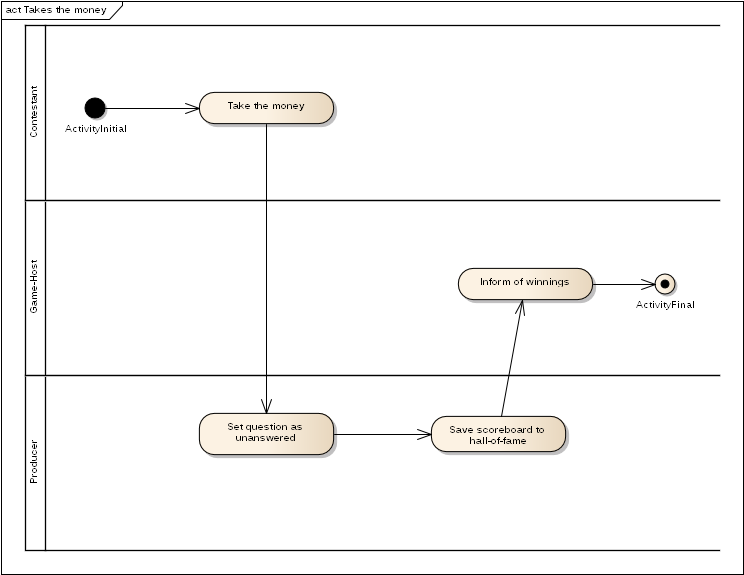 act Takes the money
Contestant
ActivityInitial
Take the money
Game-Host
Inform of winnings
ActivityFinal
Producer
Set question as
unanswered
Save scoreboard to
hall-of-fame